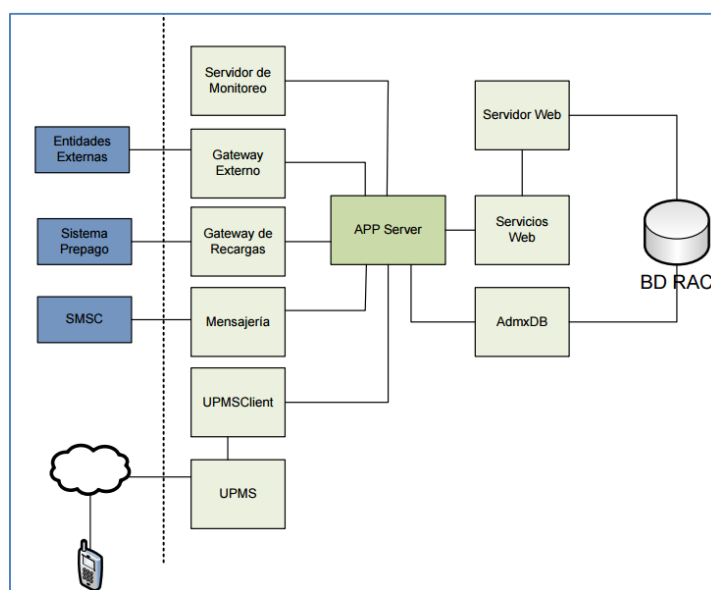 Servidor de
Monitoreo
Servidor Web
Entidades
Externas
Gateway
Externo
Sistema
Prepago
Gateway de
Recargas
APP Server
Servicios
Web
BD RAC
SMSC
Mensajería
AdmxDB
UPMSClient
UPMS